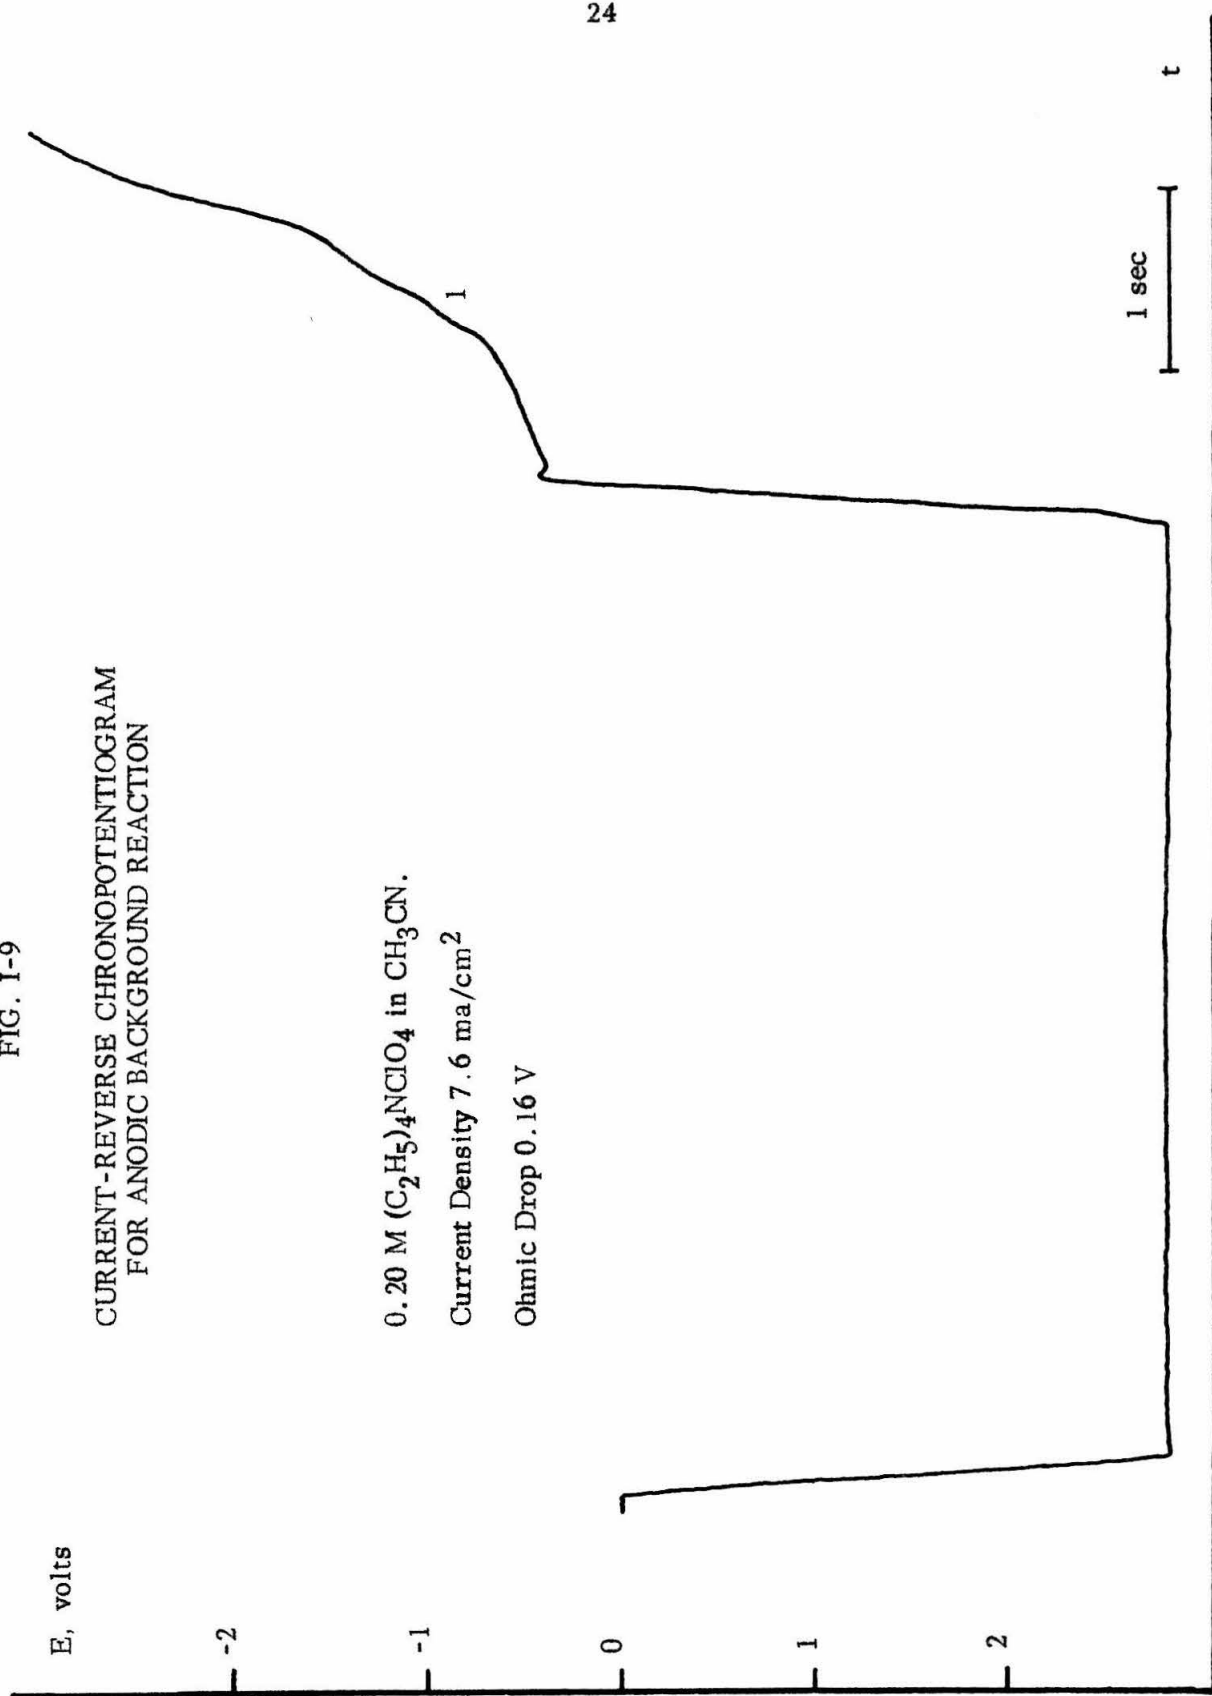 24
FIG. I-9
CURRENT-REVERSE CHRONOPOTENTIOGRAM
FOR ANODIC BACKGROUND REACTION
E, volts
-2
-1
0
1
2
0.20 M (C2H5)4NClO4 in CH3CN.
Current Density 7.6 ma/cm2
Ohmic Drop 0.16 V
1
1 sec
t